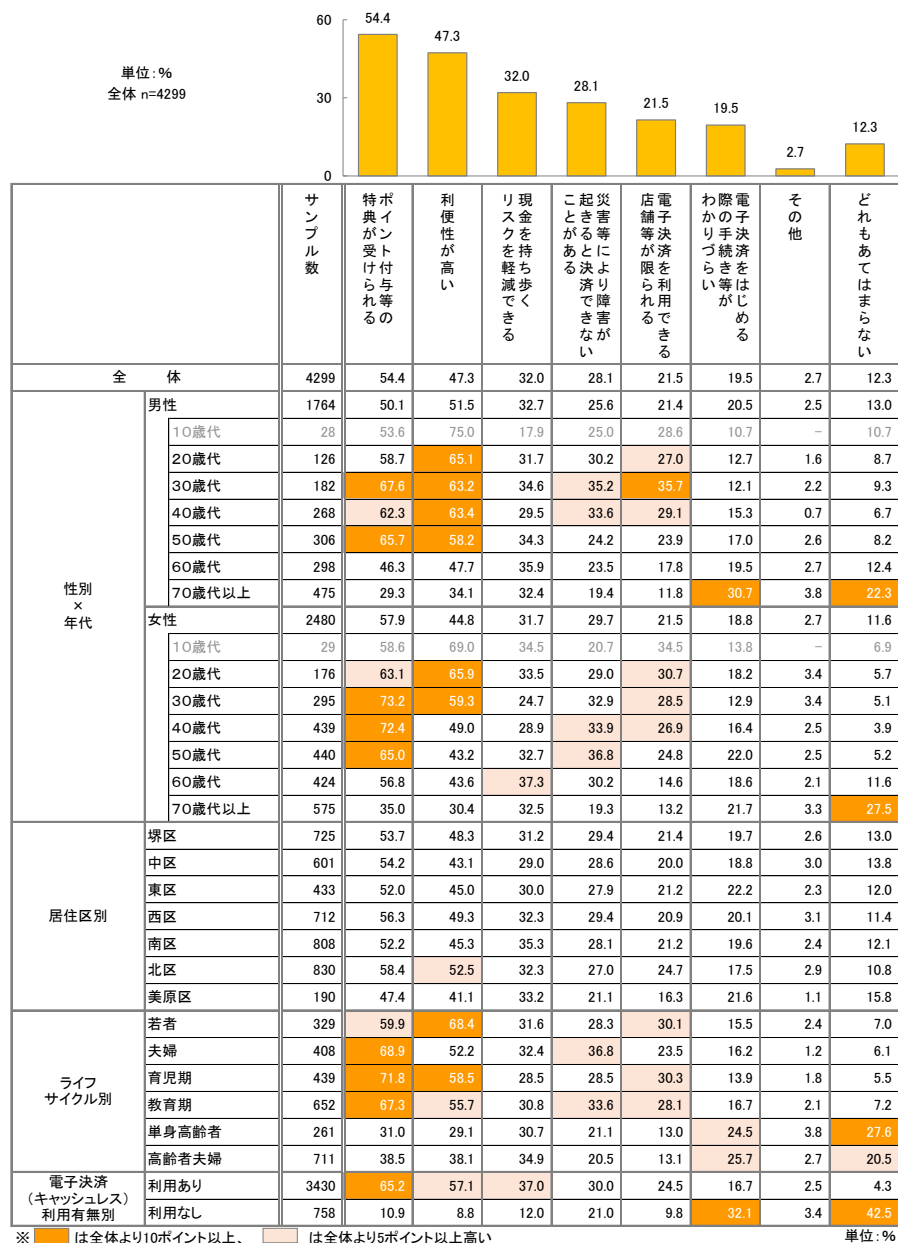 単位：％
全体 n=4299
60
30
0
54.4
47.3
32.0
28.1
21.5
19.5
2.7
12.3
サンプル数
ポイント付与等の
特典が受けられる
利便性が高い
現金を持ち歩く
リスクを軽減できる
災害等により障害が
起きると決済できない
ことがある
電子決済を利用できる
店舗等が限られる
電子決済をはじめる
際の手続き等が
わかりづらい
その他
どれもあてはまらない
全 体 4299 54.4 47.3 32.0 28.1 21.5 19.5 2.7 12.3
性別
×
年代
男性 1764 50.1 51.5 32.7 25.6 21.4 20.5 2.5 13.0
10歳代 28 53.6 75.0 17.9 25.0 28.6 10.7 − 10.7
20歳代 126 58.7 65.1 31.7 30.2 27.0 12.7 1.6 8.7
30歳代 182 67.6 63.2 34.6 35.2 35.7 12.1 2.2 9.3
40歳代 268 62.3 63.4 29.5 33.6 29.1 15.3 0.7 6.7
50歳代 306 65.7 58.2 34.3 24.2 23.9 17.0 2.6 8.2
60歳代 298 46.3 47.7 35.9 23.5 17.8 19.5 2.7 12.4
70歳代以上 475 29.3 34.1 32.4 19.4 11.8 30.7 3.8 22.3
女性 2480 57.9 44.8 31.7 29.7 21.5 18.8 2.7 11.6
10歳代 29 58.6 69.0 34.5 20.7 34.5 13.8 − 6.9
20歳代 176 63.1 65.9 33.5 29.0 30.7 18.2 3.4 5.7
30歳代 295 73.2 59.3 24.7 32.9 28.5 12.9 3.4 5.1
40歳代 439 72.4 49.0 28.9 33.9 26.9 16.4 2.5 3.9
50歳代 440 65.0 43.2 32.7 36.8 24.8 22.0 2.5 5.2
60歳代 424 56.8 43.6 37.3 30.2 14.6 18.6 2.1 11.6
70歳代以上 575 35.0 30.4 32.5 19.3 13.2 21.7 3.3 27.5
居住区別
堺区 725 53.7 48.3 31.2 29.4 21.4 19.7 2.6 13.0
中区 601 54.2 43.1 29.0 28.6 20.0 18.8 3.0 13.8
東区 433 52.0 45.0 30.0 27.9 21.2 22.2 2.3 12.0
西区 712 56.3 49.3 32.3 29.4 20.9 20.1 3.1 11.4
南区 808 52.2 45.3 35.3 28.1 21.2 19.6 2.4 12.1
北区 830 58.4 52.5 32.3 27.0 24.7 17.5 2.9 10.8
美原区 190 47.4 41.1 33.2 21.1 16.3 21.6 1.1 15.8
ライフ
サイクル別
若者 329 59.9 68.4 31.6 28.3 30.1 15.5 2.4 7.0
夫婦 408 68.9 52.2 32.4 36.8 23.5 16.2 1.2 6.1
育児期 439 71.8 58.5 28.5 28.5 30.3 13.9 1.8 5.5
教育期 652 67.3 55.7 30.8 33.6 28.1 16.7 2.1 7.2
単身高齢者 261 31.0 29.1 30.7 21.1 13.0 24.5 3.8 27.6
高齢者夫婦 711 38.5 38.1 34.9 20.5 13.1 25.7 2.7 20.5
電子決済
（キャッシュレス）
利用有無別
利用あり 3430 65.2 57.1 37.0 30.0 24.5 16.7 2.5 4.3
利用なし 758 10.9 8.8 12.0 21.0 9.8 32.1 3.4 42.5
※ は全体より10ポイント以上、 は全体より5ポイント以上高い
単位：％